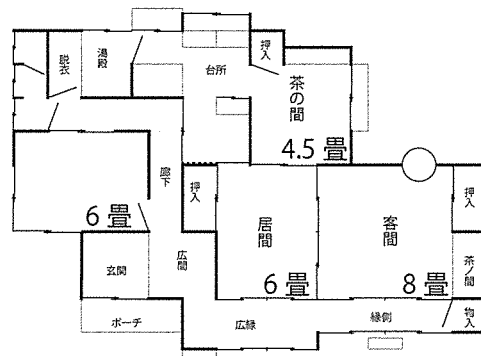 押入
湯殿
脱衣
台所
茶の間
4.5 畳
廊下
押入
6 畳
居間
客間
押入
広間
玄関
6 畳
8 畳
茶ノ間
物入
縁側
広縁
ポーチ